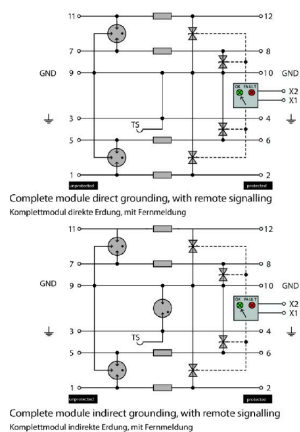 11 12
OK FAULT
7 8
GND 9 10 GND
X2
X1
3 4
TS
5 6
1 2
unprotected protected
Complete module direct grounding, with remote signalling
Komplettmodul direkte Erdung, mit Fernmeldung
11 12
OK FAULT
7 8
GND 9 10 GND
X2
X1
3 4
TS
5 6
1 2
unprotected protected
Complete module indirect grounding, with remote signalling
Komplettmodul indirekte Erdung, mit Fernmeldung